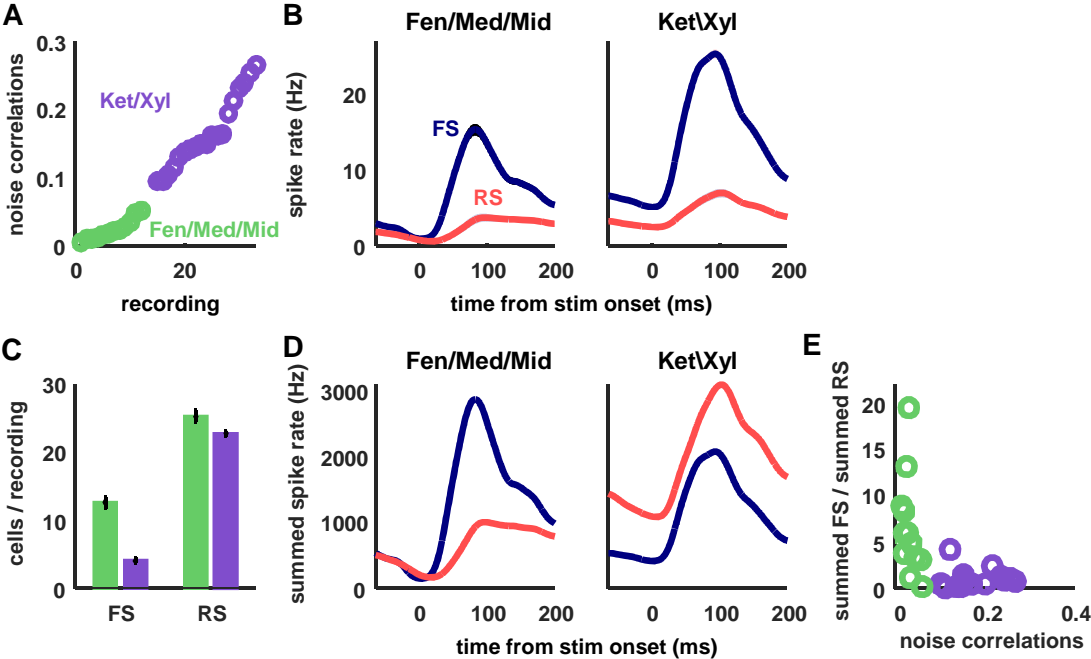 A
noise correlations
0.3
0.2
0.1
0
Ket/Xyl
Fen/Med/Mid
0
20
recording
B
Fen/Med/Mid
Ket\Xyl
spike rate (Hz)
20
10
0
FS
RS
0
100
200
0
100
200
time from stim onset (ms)
C
cells / recording
30
20
10
0
FS
RS
D
Fen/Med/Mid
Ket\Xyl
summed spike rate (Hz)
3000
2000
1000
0
0
100
200
0
100
200
time from stim onset (ms)
E
summed FS / summed RS
20
15
10
5
0
0
0.2
0.4
noise correlations